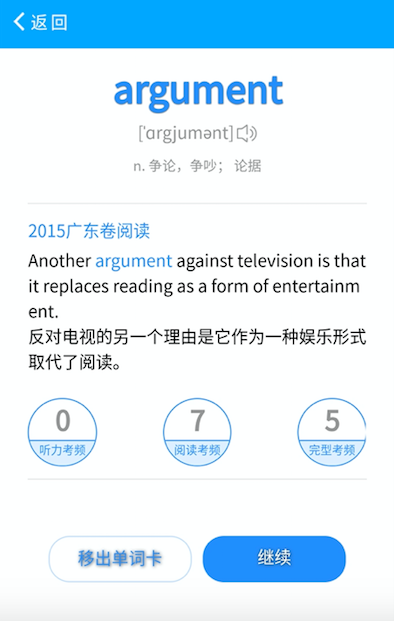 返回
argument
['ɑrgjumənt]
n. 争论，争吵； 论据
2015广东卷阅读
Another argument against television is that
it replaces reading as a form of entertainm
ent.
反对电视的另一个理由是它作为一种娱乐形式
取代了阅读。
0 7 5
听力考频 阅读考频 完型考频
移出单词卡 继续